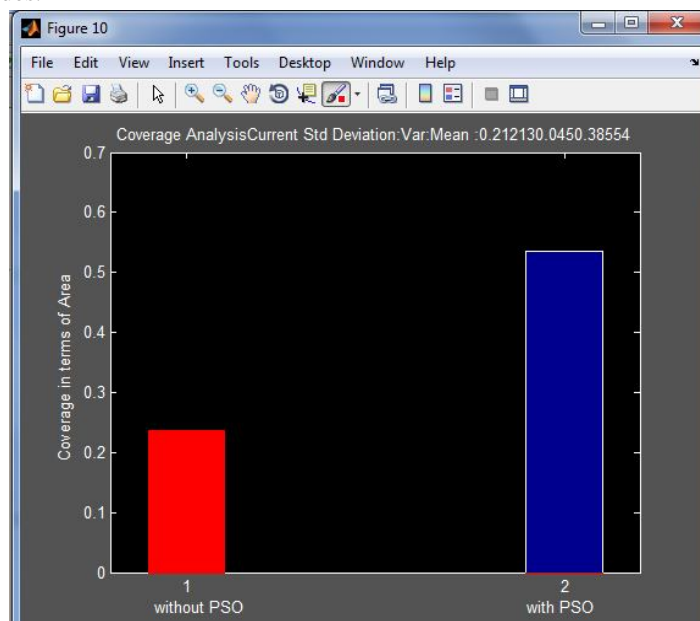 Figure 10
File Edit View Insert Tools Desktop Window Help
Coverage AnalysisCurrent Std Deviation:Var:Mean :0.212130.0450.38554
0.7
0.6
0.5
0.4
0.3
0.2
0.1
0
Coverage in terms of Area
1 2
without PSO with PSO